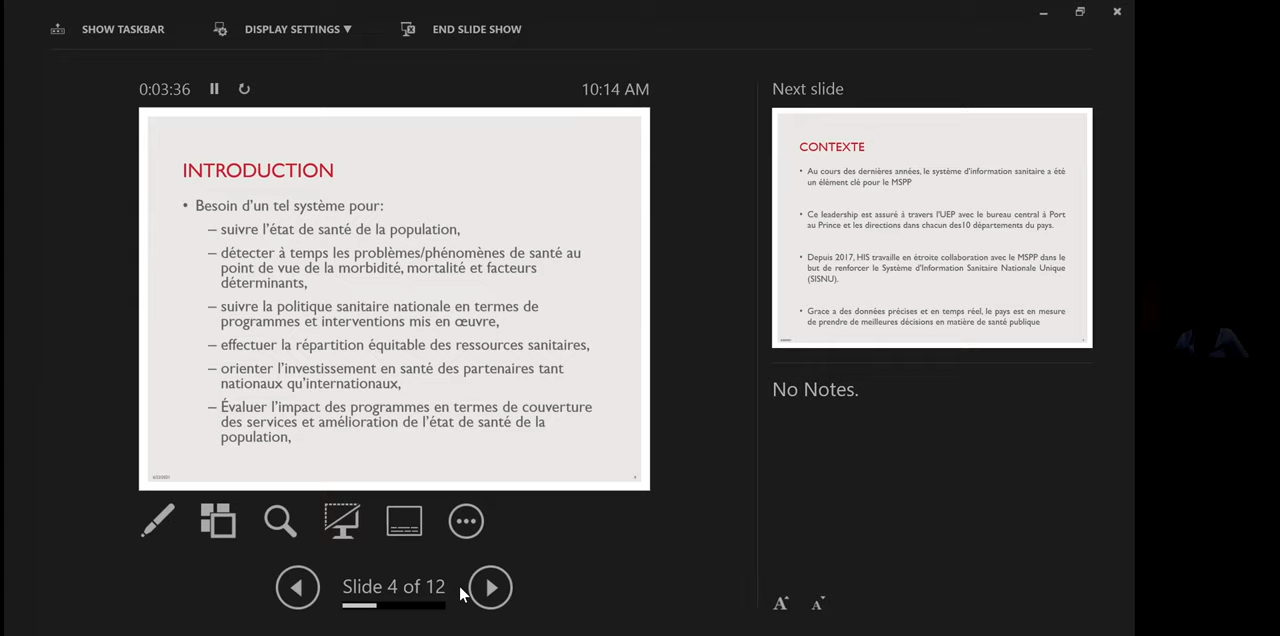 SHOW TASKBAR
DISPLAY SETTINGS ▼
END SLIDE SHOW
0:03:36
10:14 AM
INTRODUCTION
• Besoin d'un tel système pour:
– suivre l'état de santé de la population,
– détecter à temps les problèmes/phénomènes de santé au
point de vue de la morbidité, mortalité et facteurs
déterminants,
– suivre la politique sanitaire nationale en termes de
programmes et interventions mis en œuvre,
– effectuer la répartition équitable des ressources sanitaires,
– orienter l'investissement en santé des partenaires tant
nationaux qu'internationaux,
– Évaluer l'impact des programmes en termes de couverture
des services et amélioration de l'état de santé de la
population,
Slide 4 of 12
Next slide
CONTEXTE
• Au cours des dernières années, le système d'information sanitaire a été
un élément clé pour le MSPP
• Ce leadership est assuré à travers l'UEP avec le bureau central à Port
au Prince et les directions dans chacun des10 départements du pays.
• Depuis 2017, HIS travaille en étroite collaboration avec le MSPP dans le
but de renforcer le Système d'Information Sanitaire Nationale Unique
(SISNU).
• Grace a des données précises et en temps réel, le pays est en mesure
de prendre de meilleures décisions en matière de santé publique
No Notes.
A A